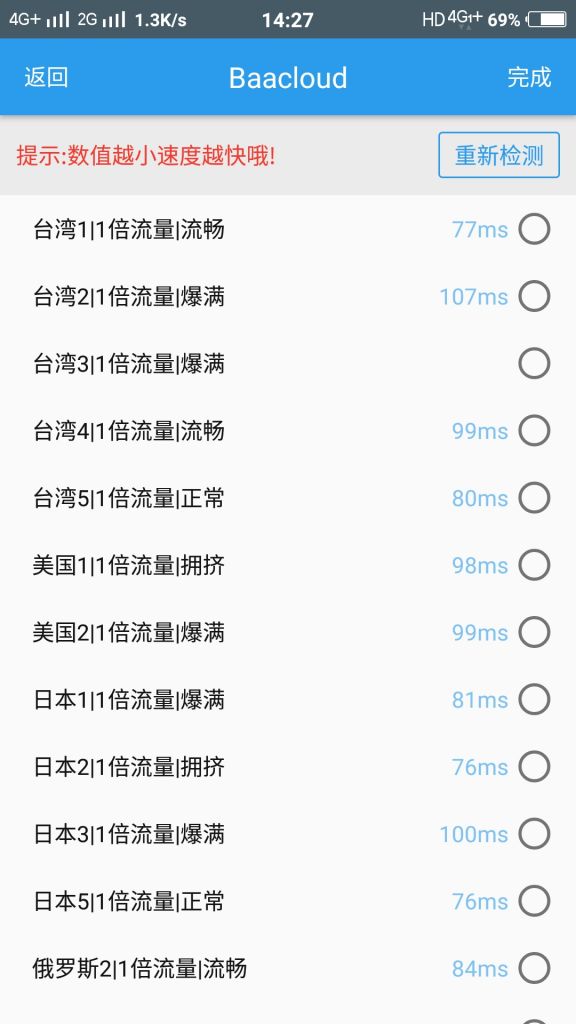 4G+ 2G 1.3K/s 14:27 HD 4G1+ 69%
返回 Baacloud 完成
提示:数值越小速度越快哦! 重新检测
台湾1|1倍流量|流畅 77ms
台湾2|1倍流量|爆满 107ms
台湾3|1倍流量|爆满
台湾4|1倍流量|流畅 99ms
台湾5|1倍流量|正常 80ms
美国1|1倍流量|拥挤 98ms
美国2|1倍流量|爆满 99ms
日本1|1倍流量|爆满 81ms
日本2|1倍流量|拥挤 76ms
日本3|1倍流量|爆满 100ms
日本5|1倍流量|正常 76ms
俄罗斯2|1倍流量|流畅 84ms